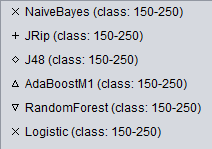 NaiveBayes (class: 150-250)
JRip (class: 150-250)
J48 (class: 150-250)
AdaBoostM1 (class: 150-250)
RandomForest (class: 150-250)
Logistic (class: 150-250)